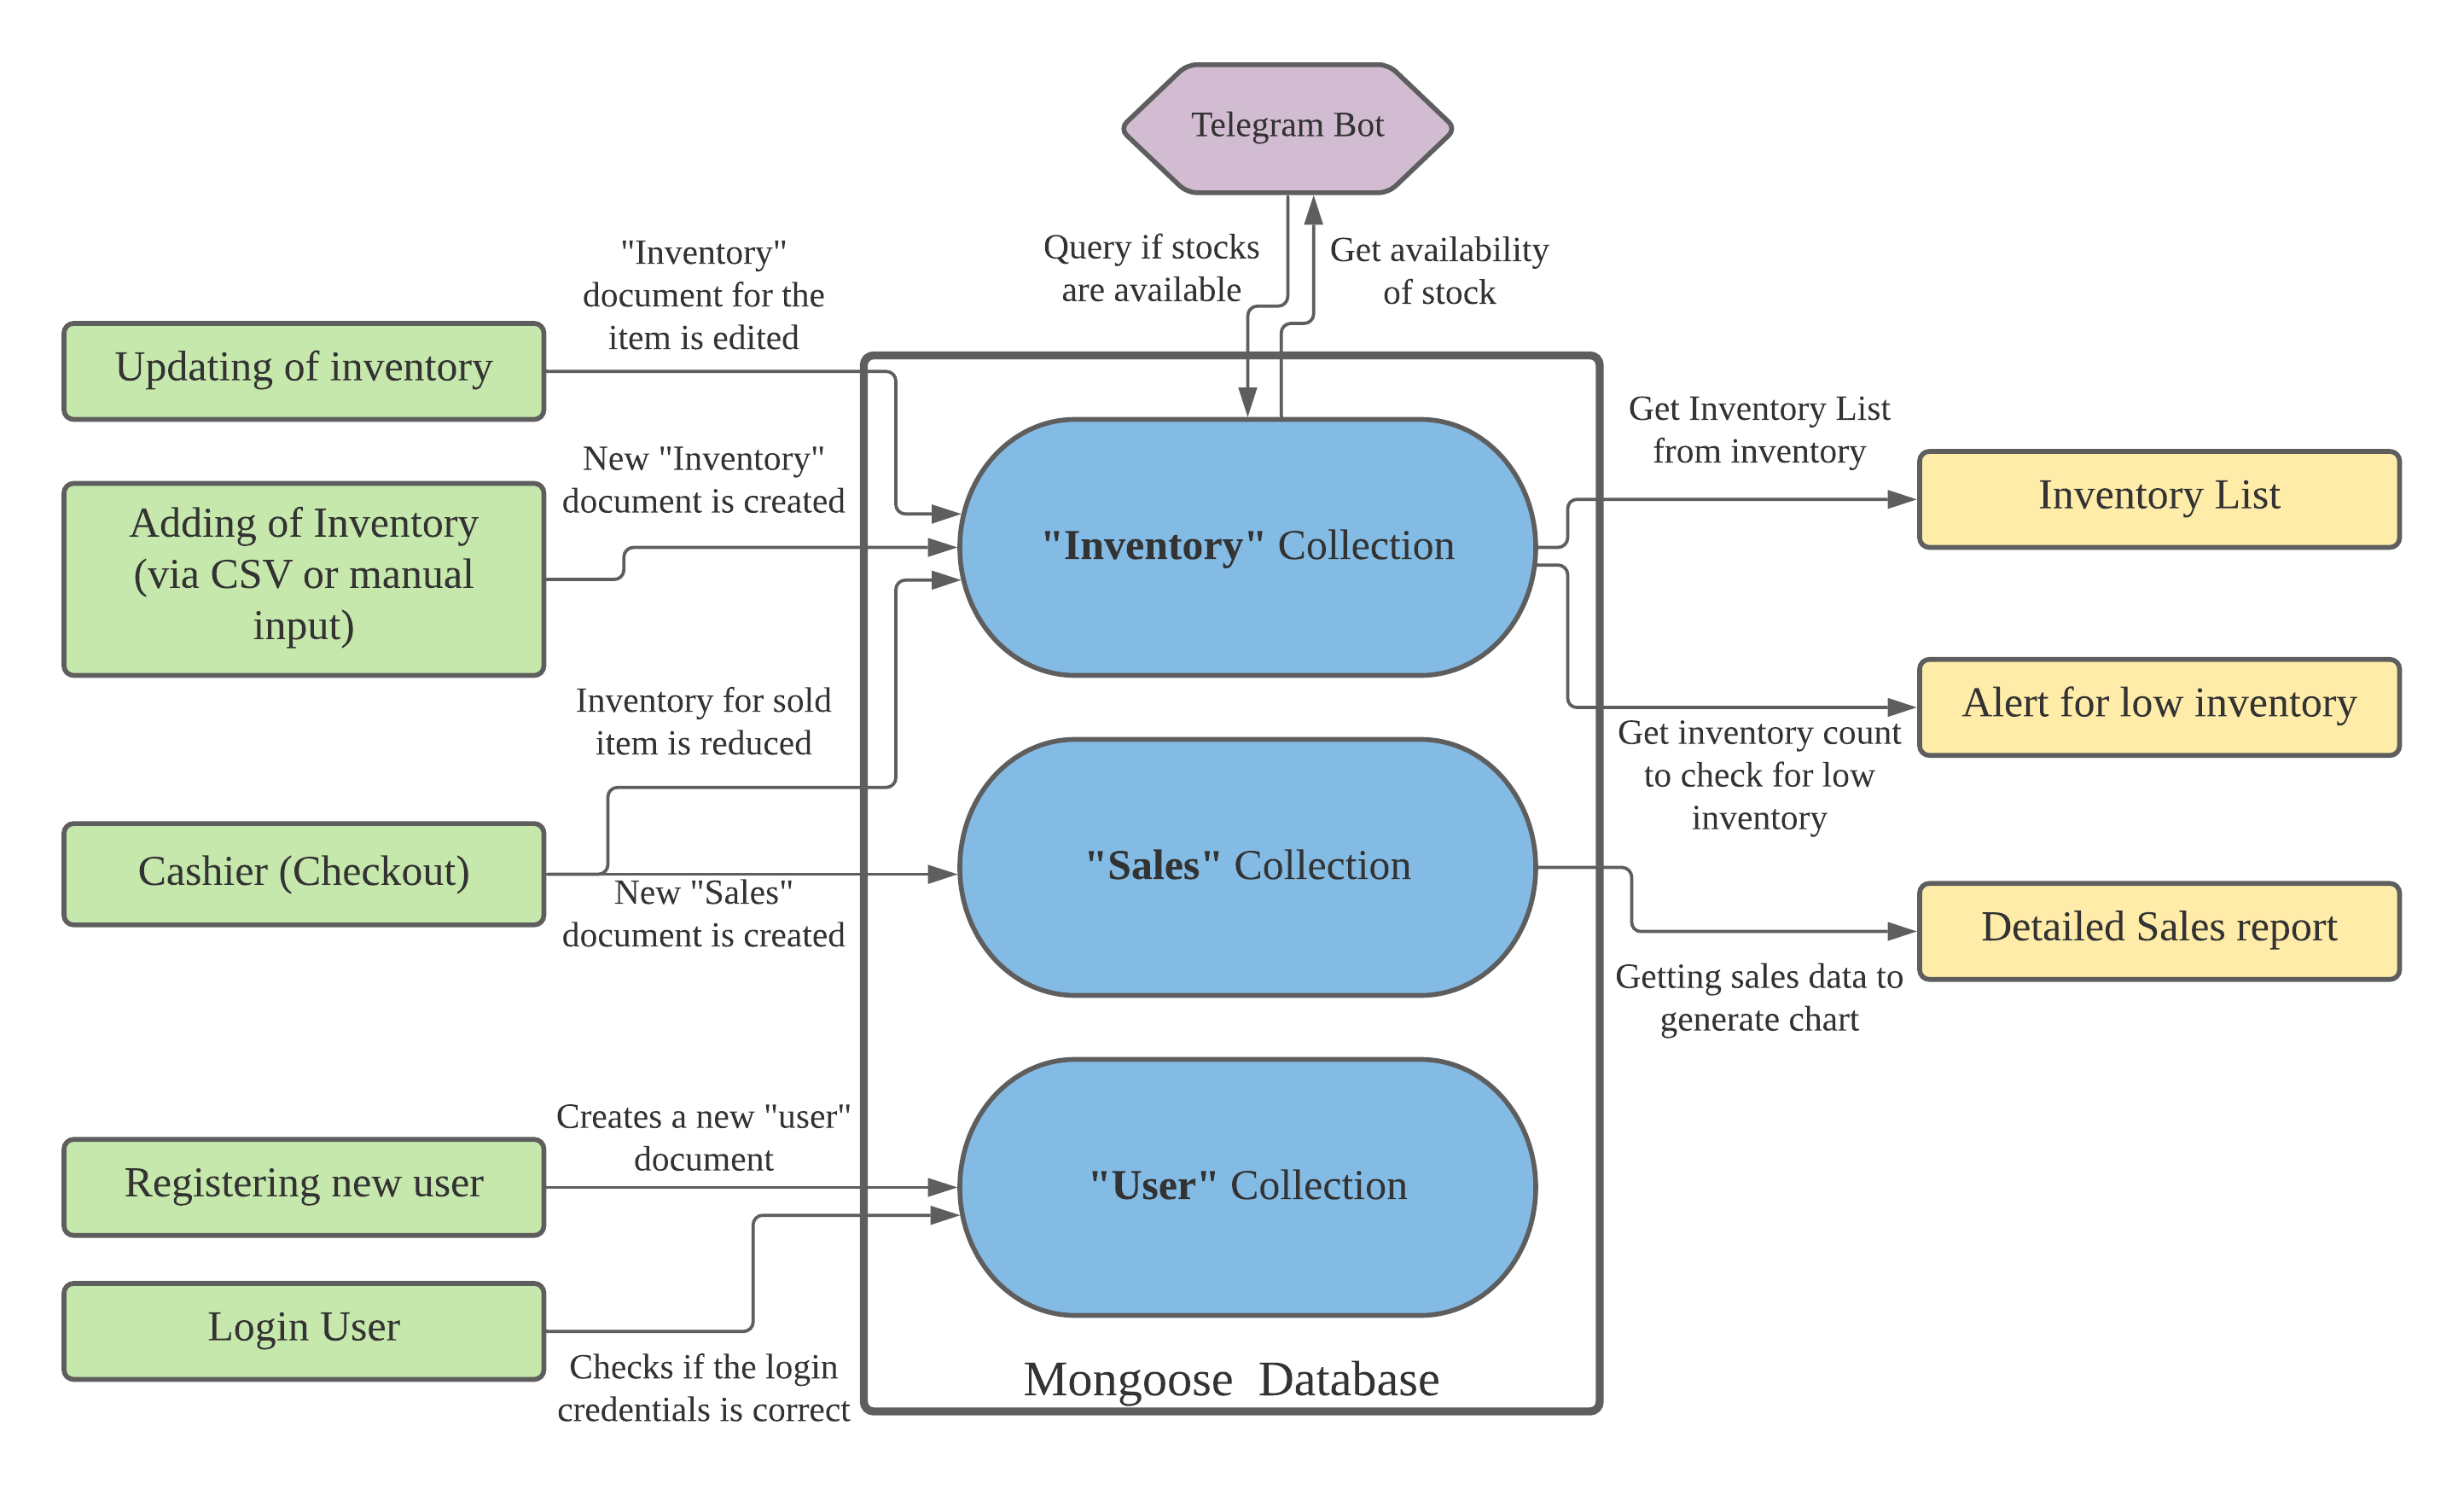 Telegram Bot
Query if stocks
are available
Get availability
of stock
"Inventory"
document for the
item is edited
Updating of inventory
New "Inventory"
document is created
Adding of Inventory
(via CSV or manual
input)
Inventory for sold
item is reduced
Cashier (Checkout)
New "Sales"
document is created
Creates a new "user"
document
Registering new user
Login User
Checks if the login
credentials is correct
"Inventory" Collection
"Sales" Collection
"User" Collection
Mongoose  Database
Get Inventory List
from inventory
Inventory List
Alert for low inventory
Get inventory count
to check for low
inventory
Detailed Sales report
Getting sales data to
generate chart